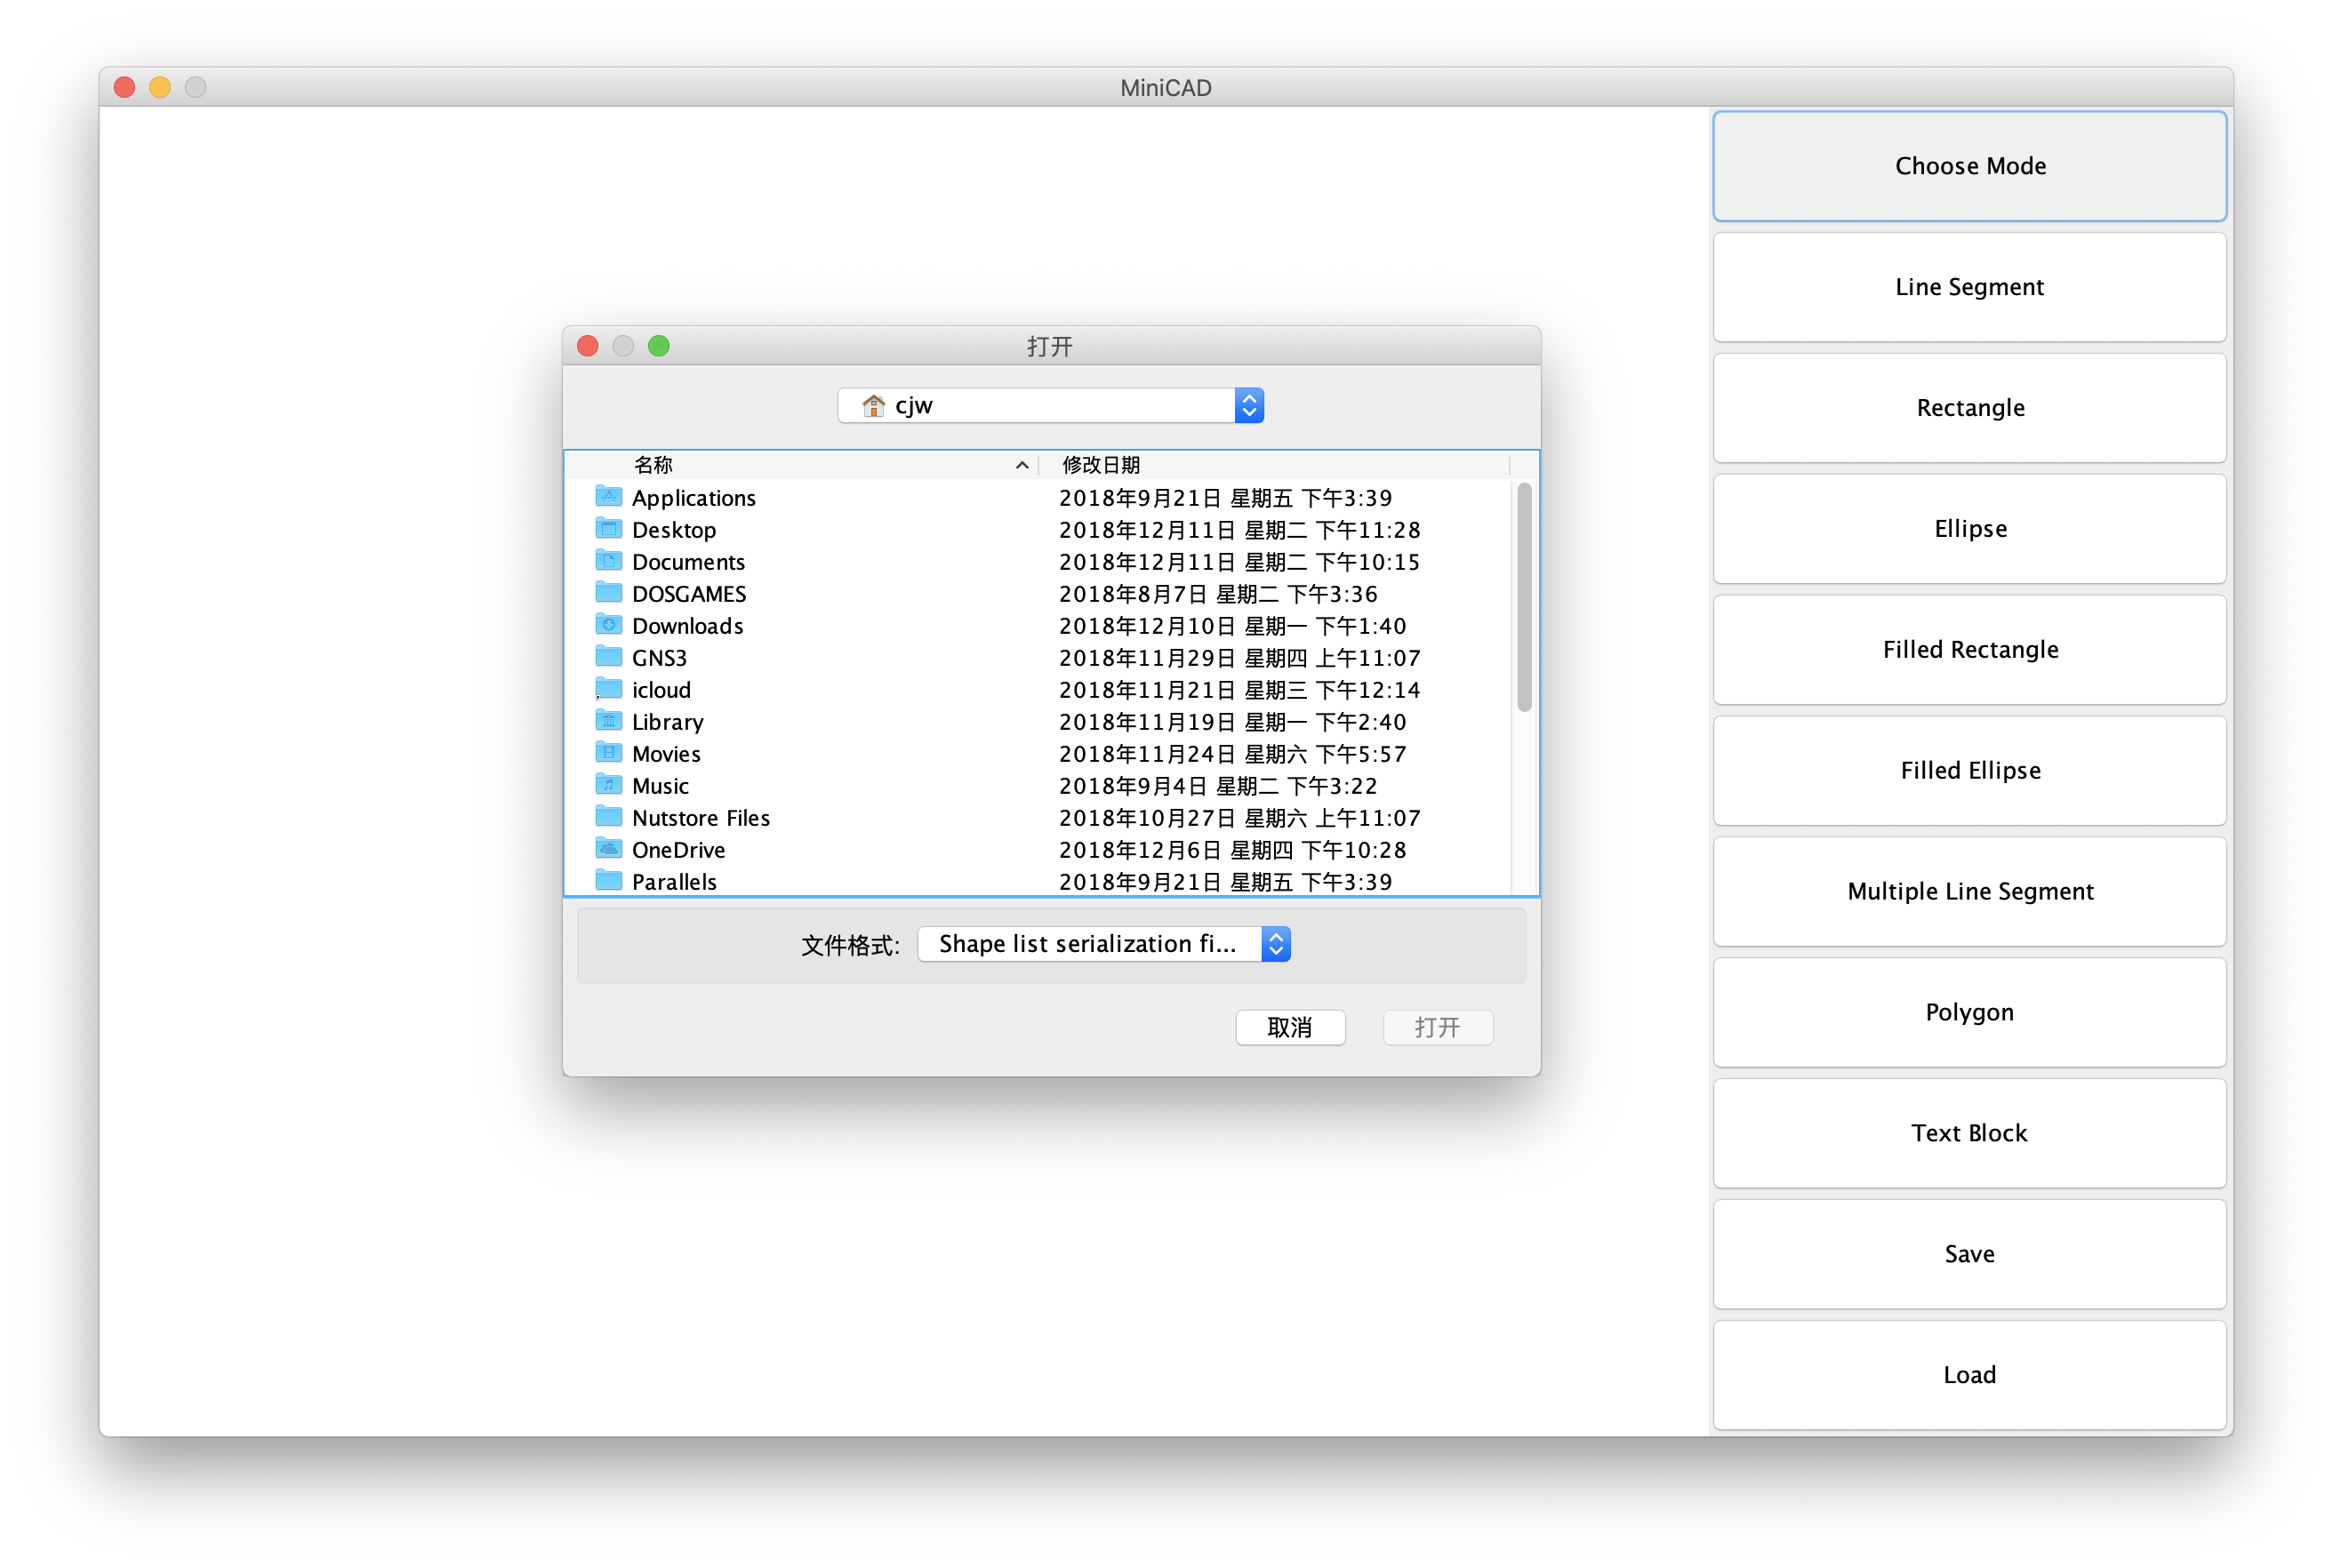 MiniCAD
Choose Mode
Line Segment
Rectangle
Ellipse
Filled Rectangle
Filled Ellipse
Multiple Line Segment
Polygon
Text Block
Save
Load
打开
cjw
名称 修改日期
Applications 2018年9月21日 星期五 下午3:39
Desktop 2018年12月11日 星期二 下午11:28
Documents 2018年12月11日 星期二 下午10:15
DOSGAMES 2018年8月7日 星期二 下午3:36
Downloads 2018年12月10日 星期一 下午1:40
GNS3 2018年11月29日 星期四 上午11:07
icloud 2018年11月21日 星期三 下午12:14
Library 2018年11月19日 星期一 下午2:40
Movies 2018年11月24日 星期六 下午5:57
Music 2018年9月4日 星期二 下午3:22
Nutstore Files 2018年10月27日 星期六 上午11:07
OneDrive 2018年12月6日 星期四 下午10:28
Parallels 2018年9月21日 星期五 下午3:39
文件格式: Shape list serialization fi...
取消 打开